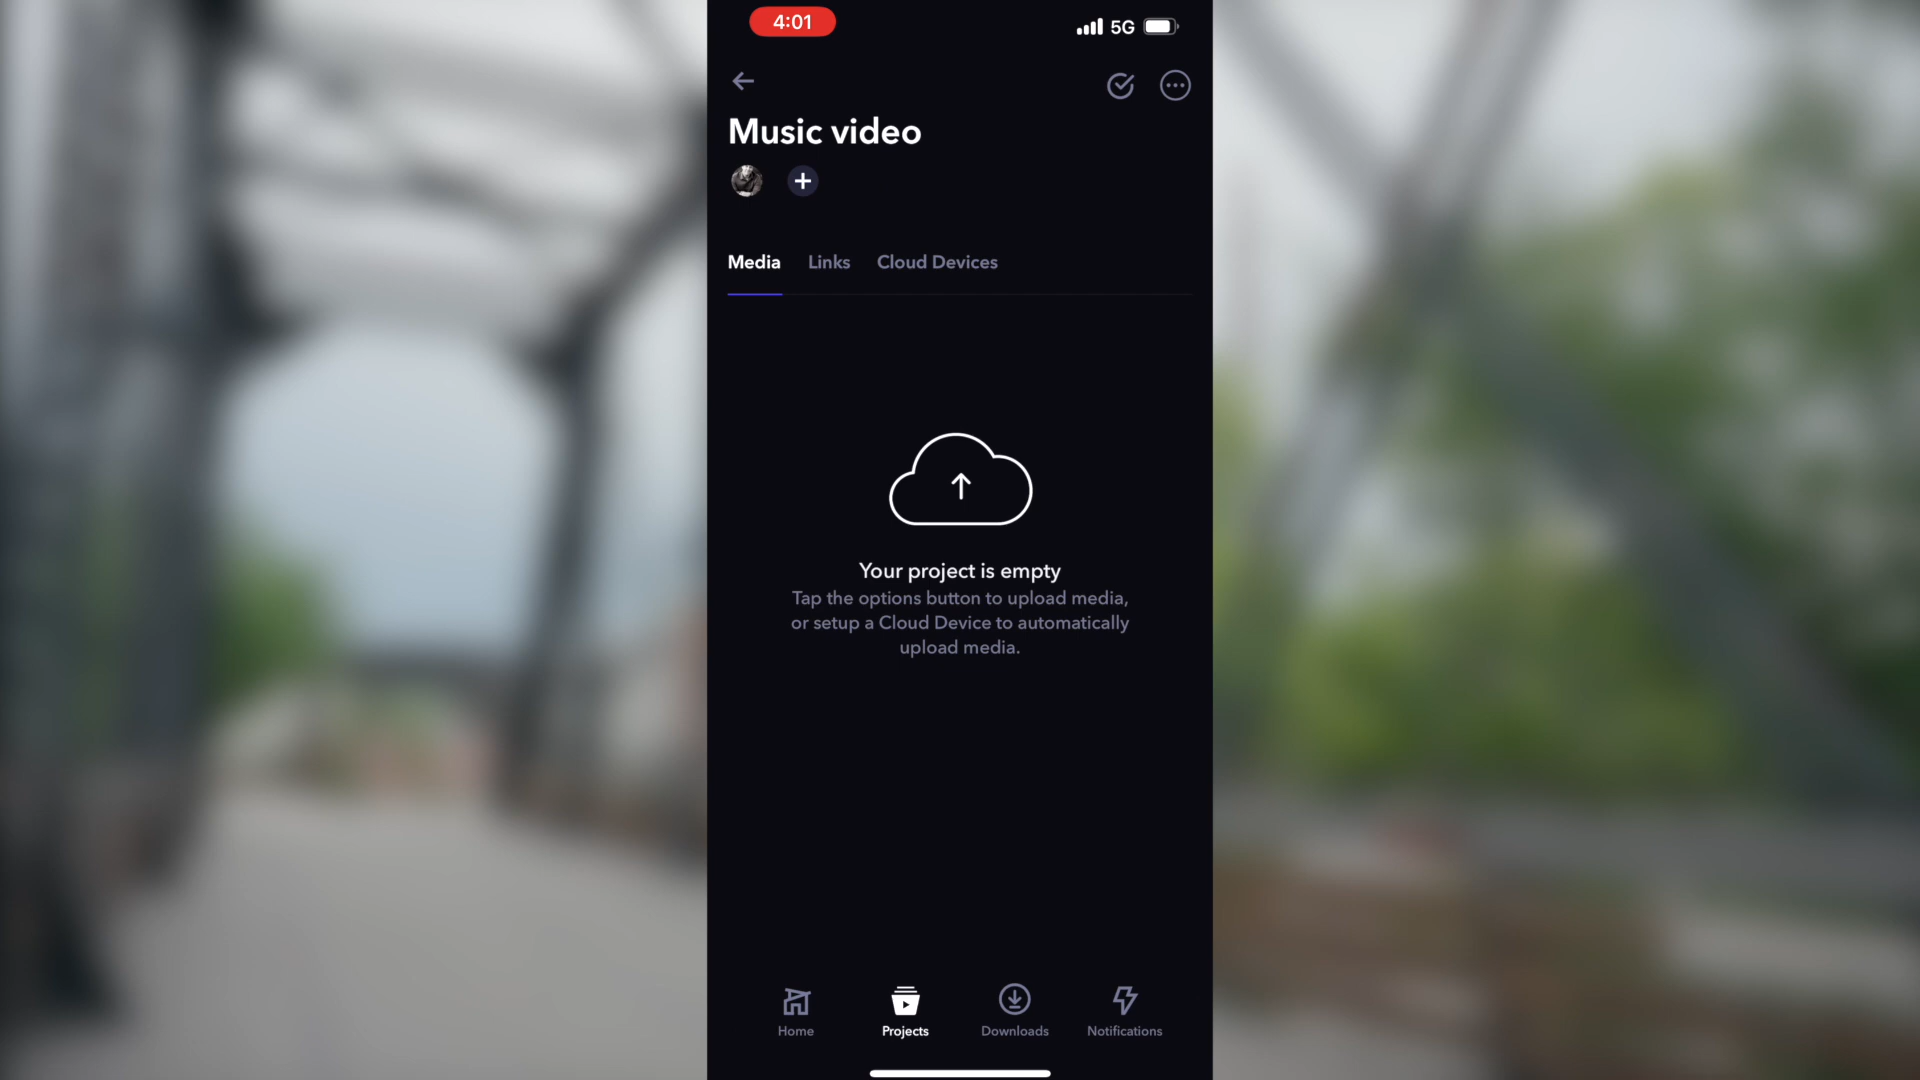 4:01
5G
Music video
Media
Links
Cloud Devices
Your project is empty
Tap the options button to upload media,
or setup a Cloud Device to automatically
upload media.
Home
Projects
Downloads
Notifications